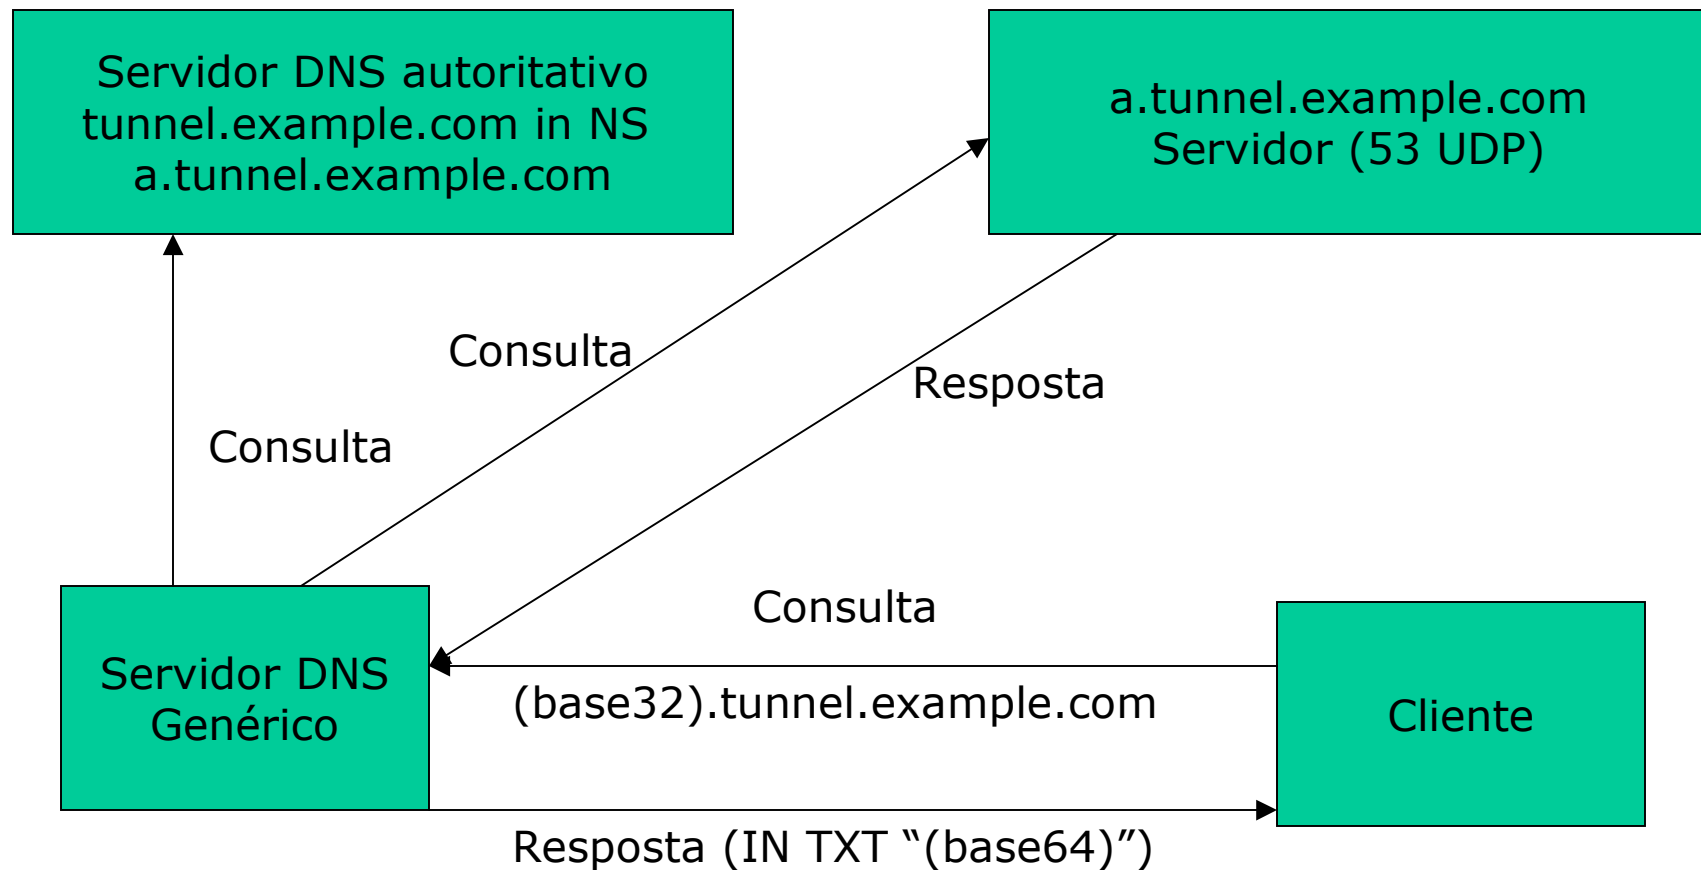 Servidor DNS autoritativo
tunnel.example.com in NS
a.tunnel.example.com
a.tunnel.example.com
Servidor (53 UDP)
Consulta
Resposta
Consulta
Consulta
Servidor DNS
Genérico
(base32).tunnel.example.com
Cliente
Resposta (IN TXT “(base64)”)